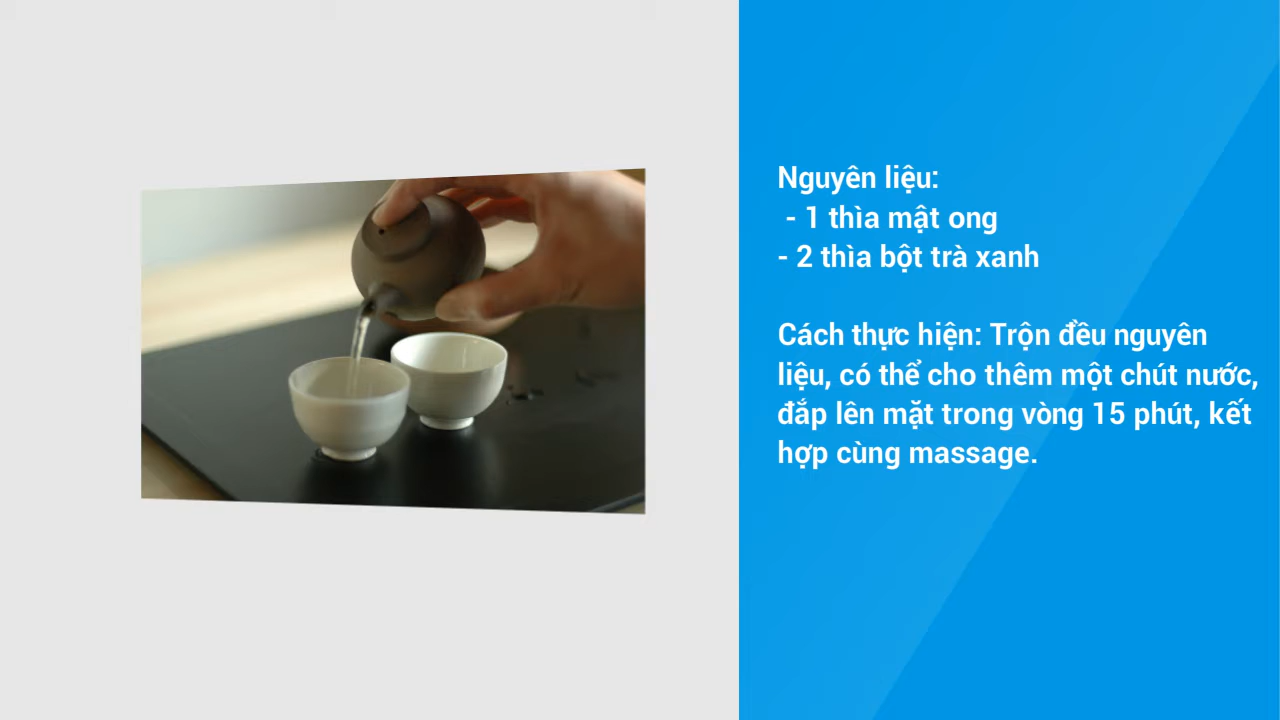 Nguyên liệu:
- 1 thìa mật ong
- 2 thìa bột trà xanh
Cách thực hiện: Trộn đều nguyên
liệu, có thể cho thêm một chút nước,
đắp lên mặt trong vòng 15 phút, kết
hợp cùng massage.